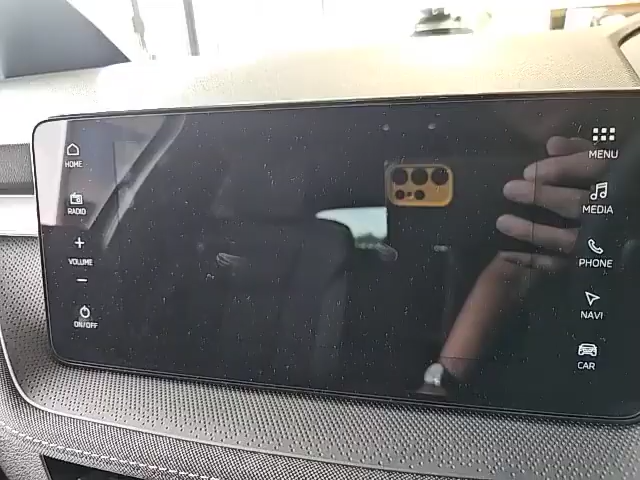 HOME
RADIO
+
VOLUME
−
ON/OFF
MENU
MEDIA
PHONE
NAVI
CAR